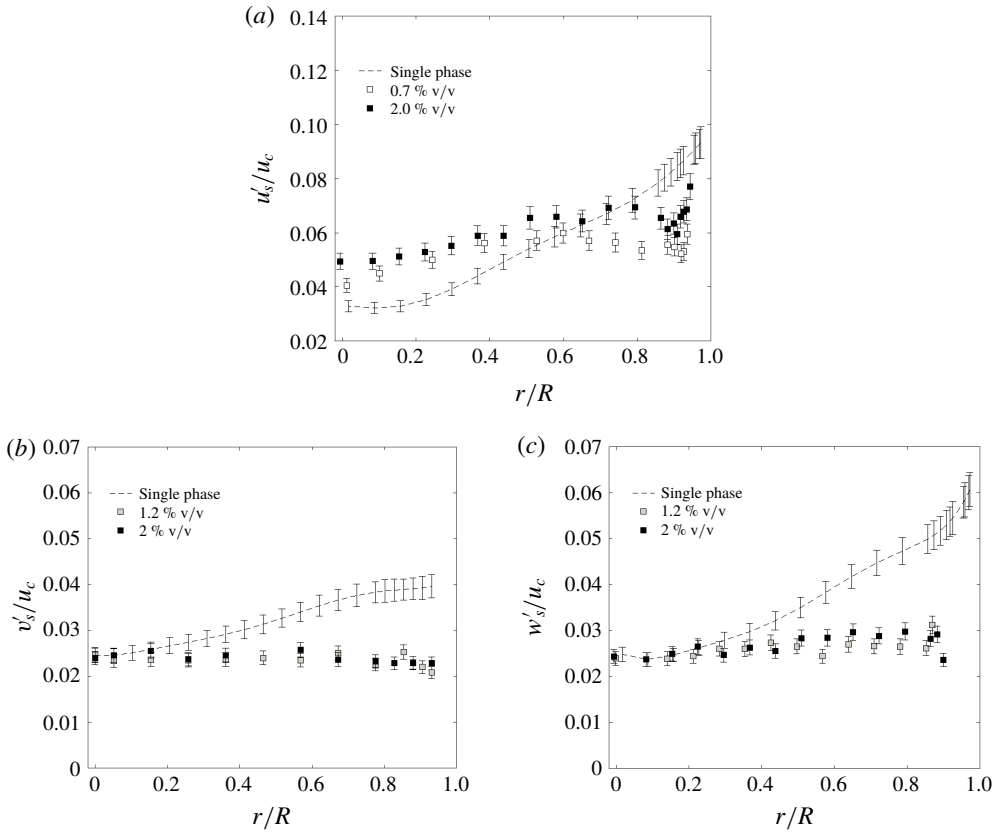 (a)
0.14
0.12
0.10
0.08
0.06
0.04
0.02
u′s/uc
Single phase
0.7 % v/v
2.0 % v/v
0 0.2 0.4 0.6 0.8 1.0
r/R
(b)
0.07
0.06
0.05
0.04
0.03
0.02
0.01
0
v′s/uc
Single phase
1.2 % v/v
2 % v/v
0 0.2 0.4 0.6 0.8 1.0
r/R
(c)
0.07
0.06
0.05
0.04
0.03
0.02
0.01
0
w′s/uc
Single phase
1.2 % v/v
2 % v/v
0 0.2 0.4 0.6 0.8 1.0
r/R